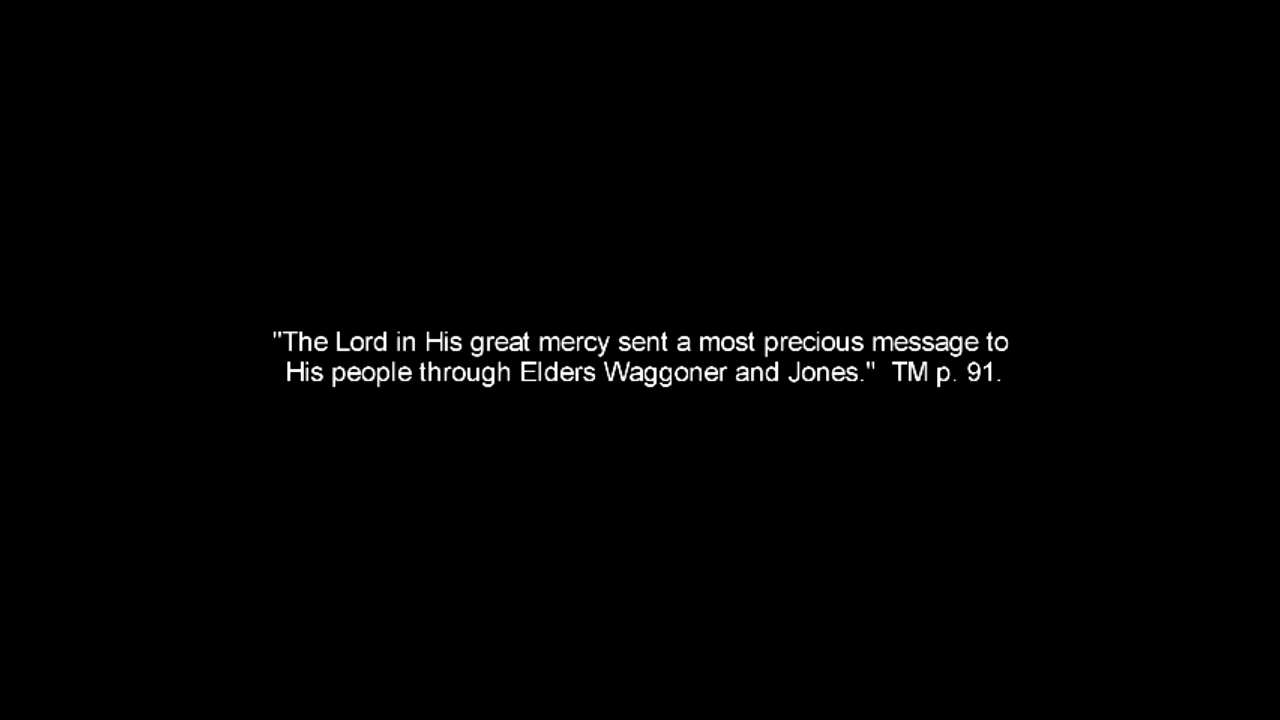 "The Lord in His great mercy sent a most precious message to
His people through Elders Waggoner and Jones."  TM p. 91.